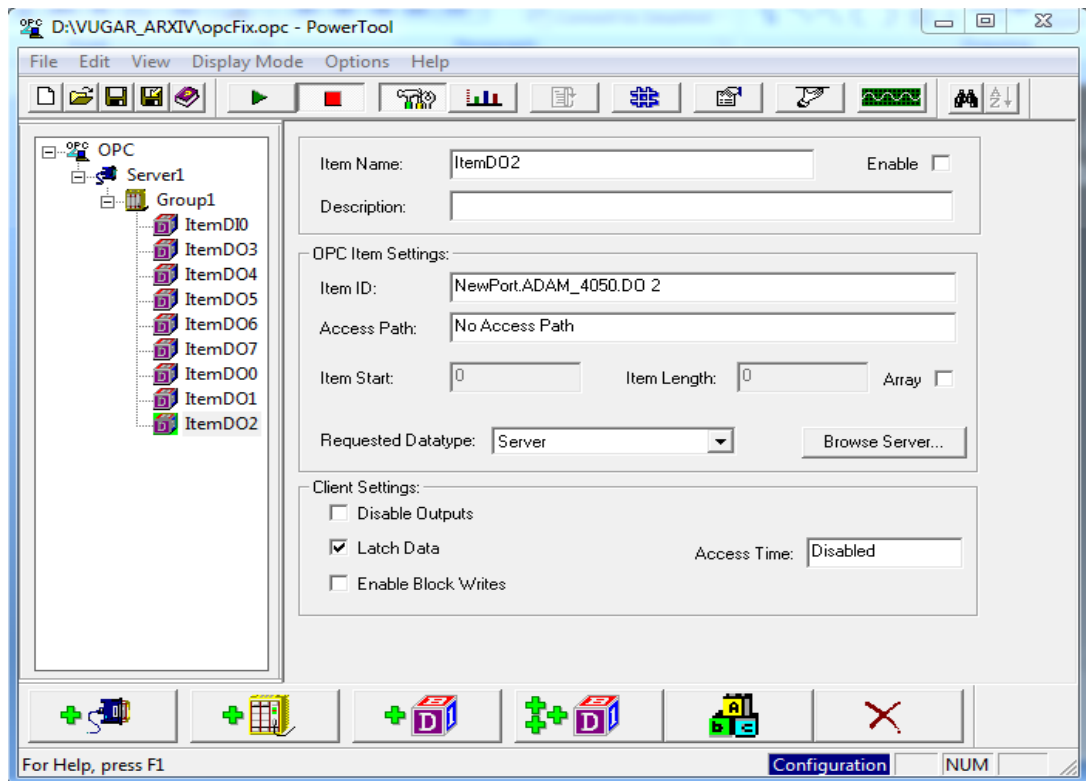 D:\VUGAR_ARXIV\opcFix.opc - PowerTool
File Edit View Display Mode Options Help
OPC
Server1
Group1
ItemDI0
ItemDO3
ItemDO4
ItemDO5
ItemDO6
ItemDO7
ItemDO0
ItemDO1
ItemDO2
Item Name: ItemDO2 Enable
Description:
OPC Item Settings:
Item ID: NewPort.ADAM_4050.DO 2
Access Path: No Access Path
Item Start: 0 Item Length: 0 Array
Requested Datatype: Server Browse Server...
Client Settings:
Disable Outputs
Latch Data Access Time: Disabled
Enable Block Writes
For Help, press F1 Configuration NUM